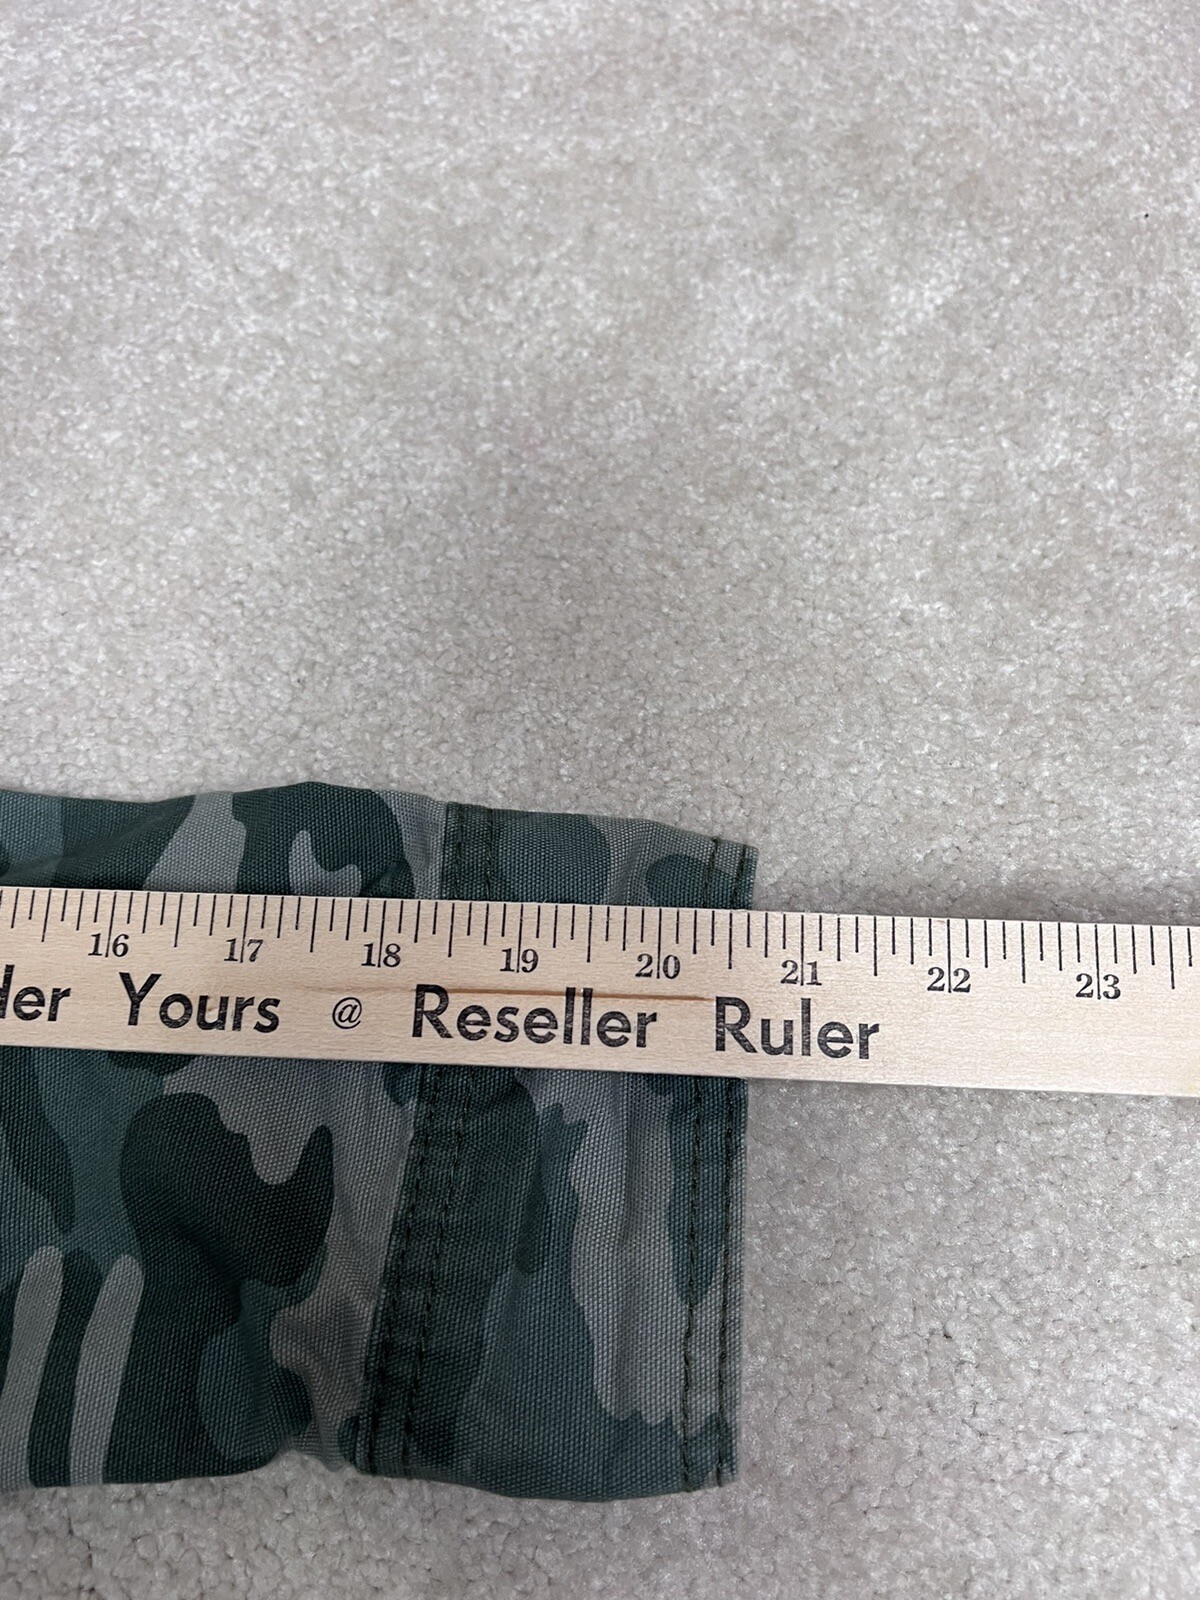 16 17 18 19 20 21 22 23
der Yours @ Reseller Ruler